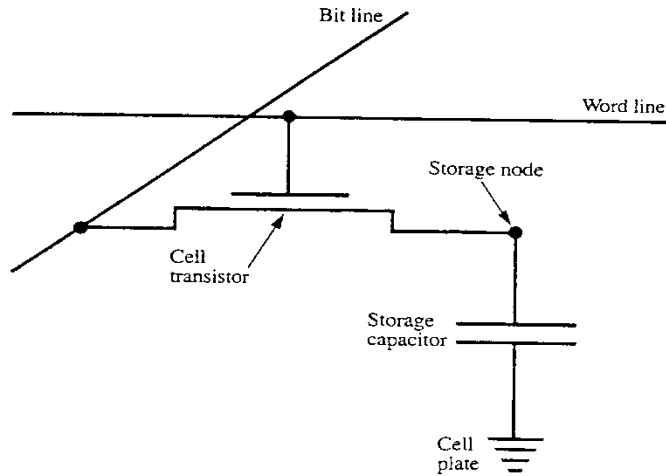 Bit line
Word line
Storage node
Cell
transistor
Storage
capacitor
Cell
plate